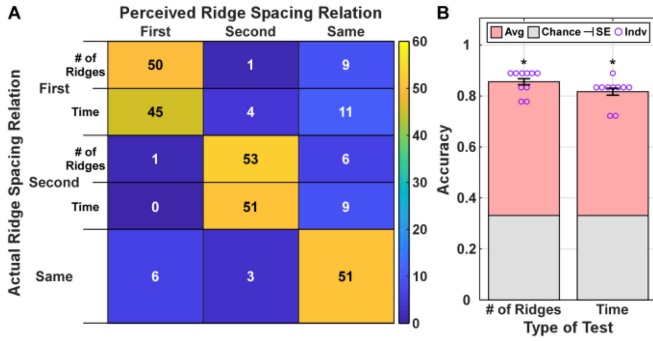 A
Perceived Ridge Spacing Relation
First Second Same
Actual Ridge Spacing Relation
# of
Ridges
50 1 9
First
Time
45 4 11
# of
Ridges
1 53 6
Second
Time
0 51 9
Same
6 3 51
60
50
40
30
20
10
0
B
Avg Chance SE Indv
1
0.8
0.6
0.4
0.2
0
Accuracy
* *
# of Ridges Time
Type of Test